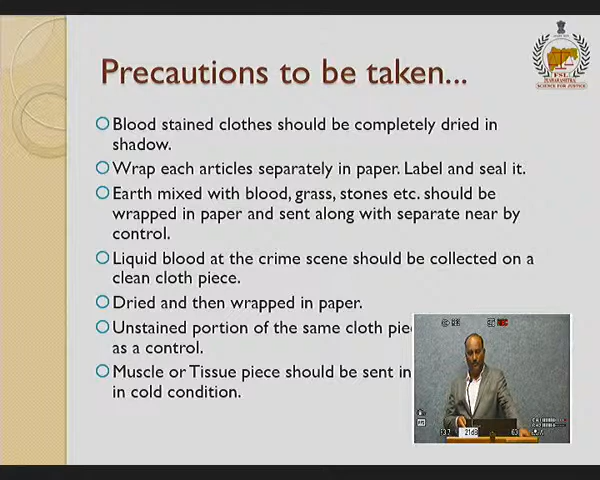 Precautions to be taken...
FSL
MAHARASHTRA
SCIENCE FOR JUSTICE
Blood stained clothes should be completely dried in
shadow.
Wrap each articles separately in paper. Label and seal it.
Earth mixed with blood, grass, stones etc. should be
wrapped in paper and sent along with separate near by
control.
Liquid blood at the crime scene should be collected on a
clean cloth piece.
Dried and then wrapped in paper.
Unstained portion of the same cloth
as a control.
Muscle or Tissue piece should be sent in
in cold condition.